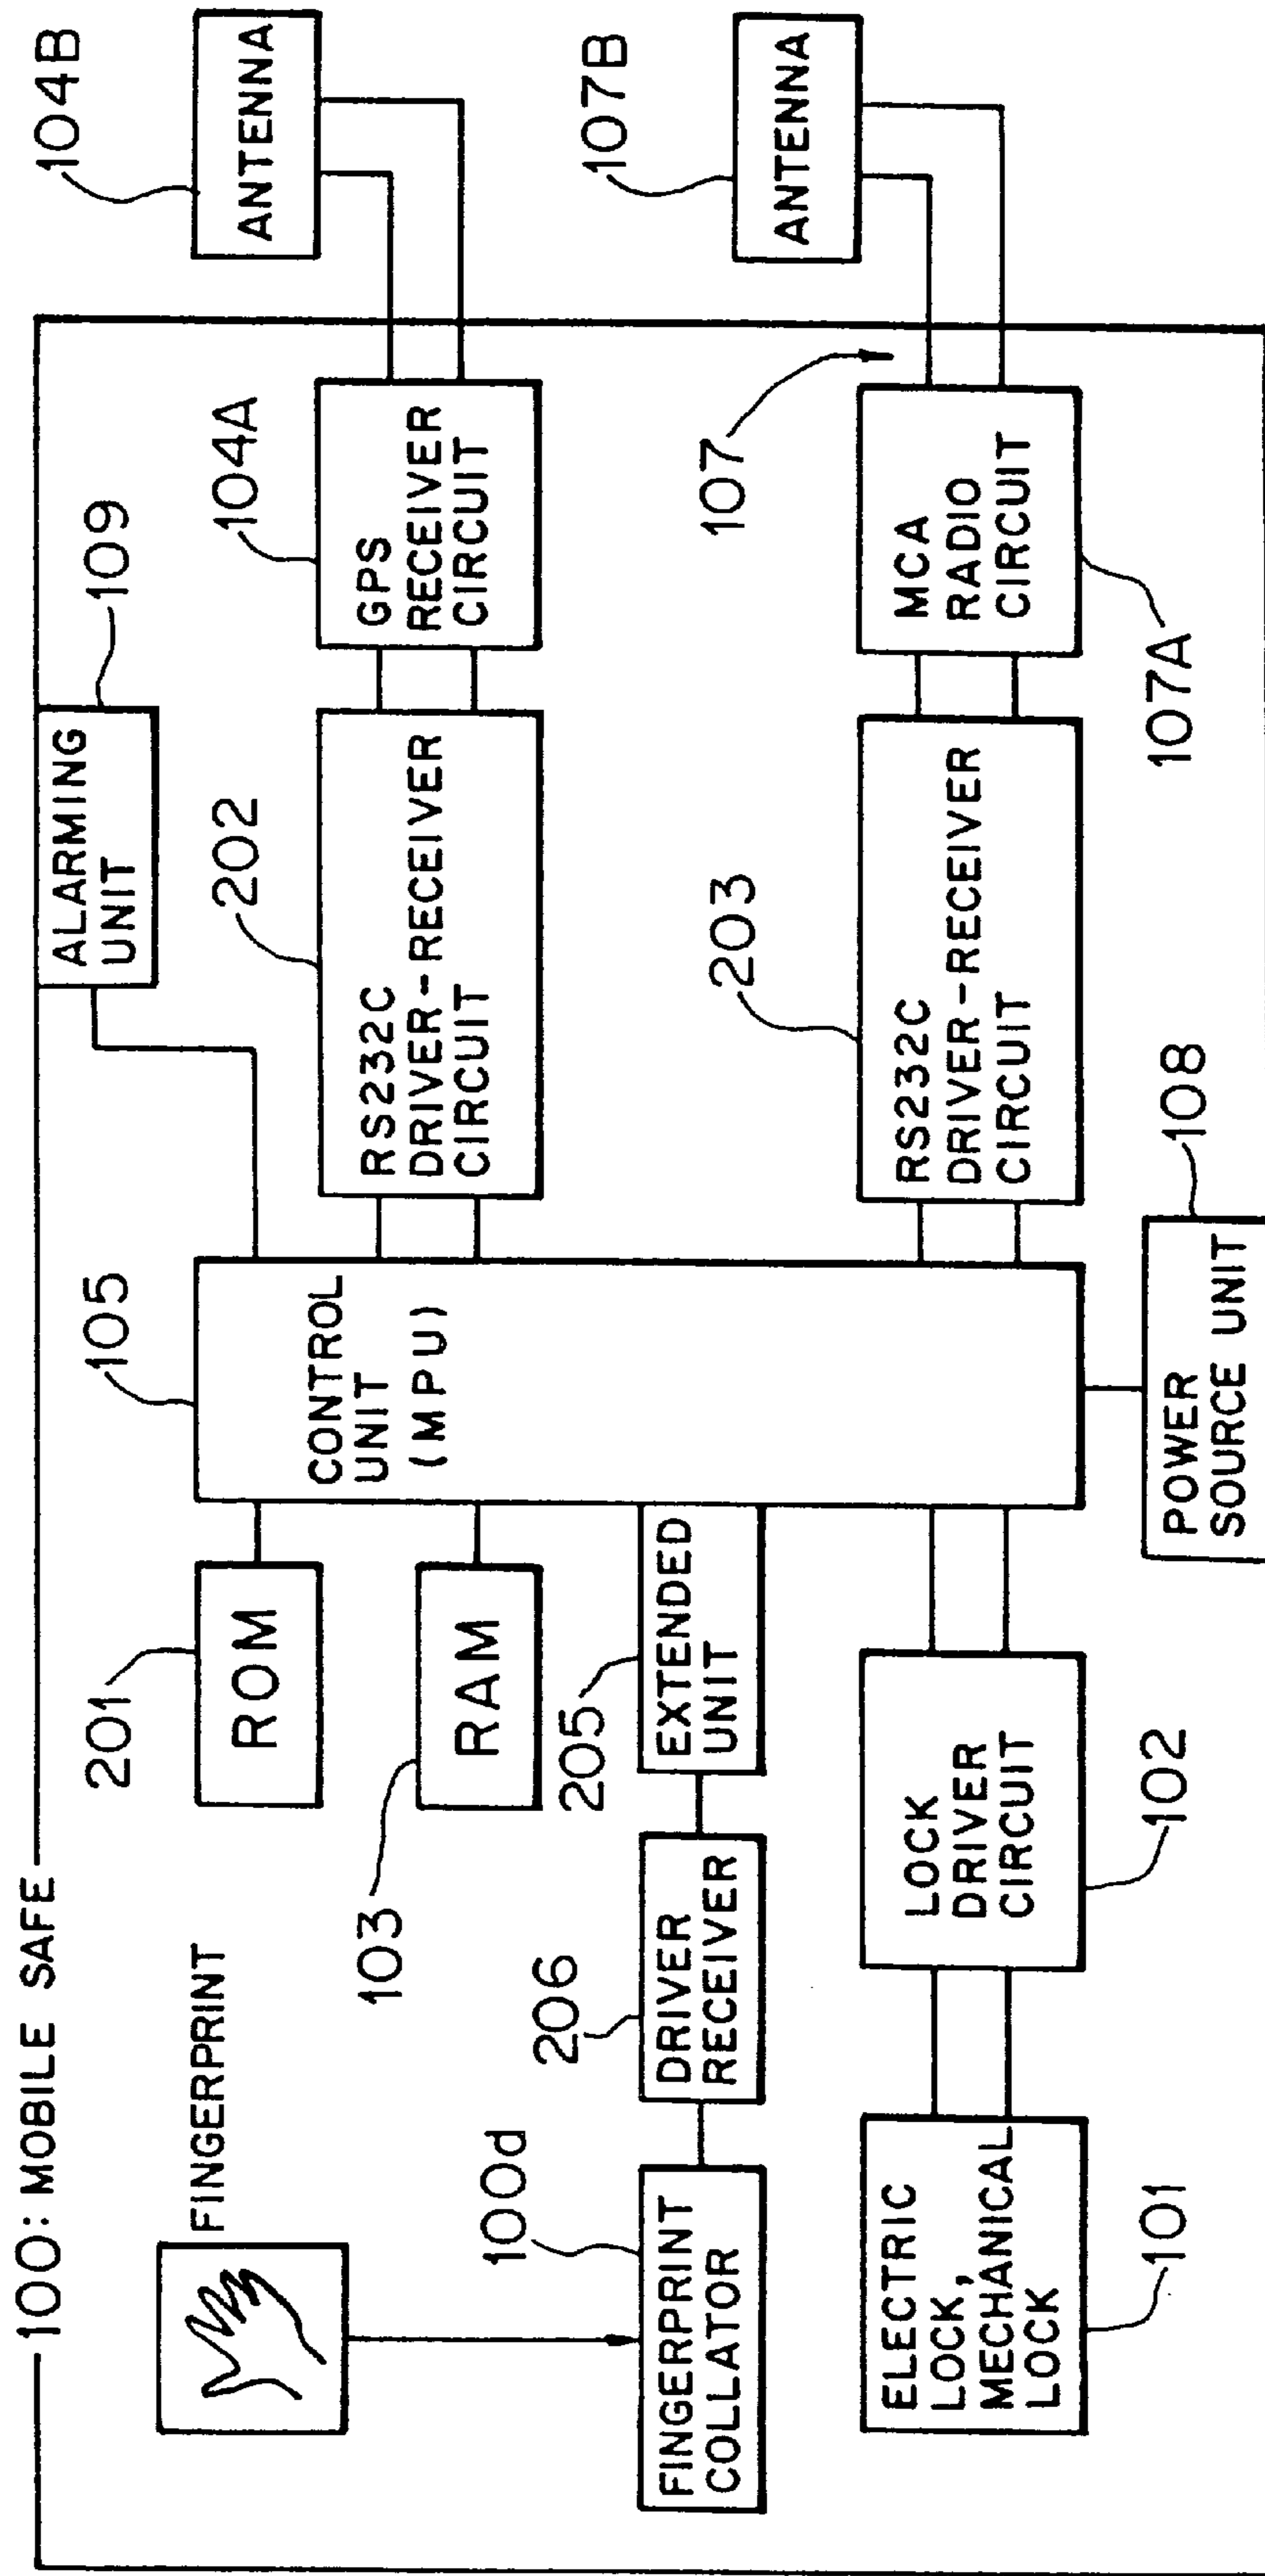 100: MOBILE SAFE
FINGERPRINT
201
ROM
103
RAM
105
CONTROL
UNIT
(MPU)
109
ALARMING
UNIT
202
RS232C
DRIVER-RECEIVER
CIRCUIT
104A
GPS
RECEIVER
CIRCUIT
104B
ANTENNA
100d
FINGERPRINT
COLLATOR
206
DRIVER
RECEIVER
205
EXTENDED
UNIT
203
RS232C
DRIVER-RECEIVER
CIRCUIT
107
MCA
RADIO
CIRCUIT
107A
107B
ANTENNA
ELECTRIC
LOCK,
MECHANICAL
LOCK
101
LOCK
DRIVER
CIRCUIT
102
108
POWER
SOURCE UNIT